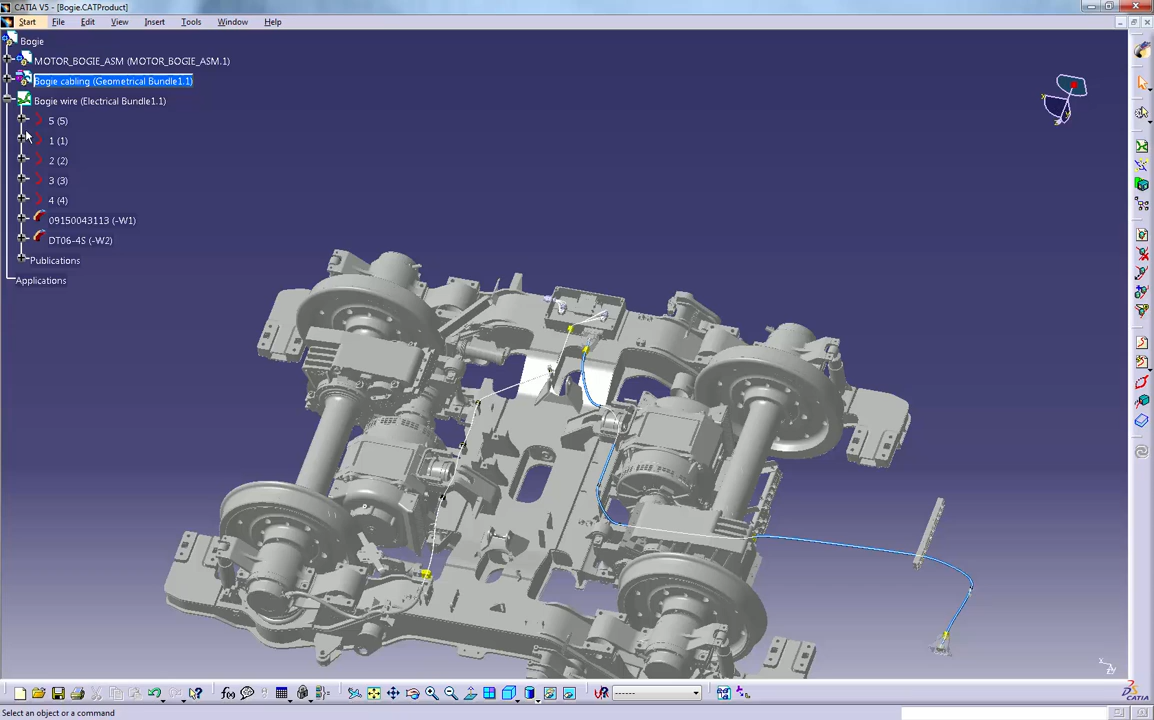 CATIA V5 - [Bogie.CATProduct]
Start File Edit View Insert Tools Window Help
Bogie
MOTOR_BOGIE_ASM (MOTOR_BOGIE_ASM.1)
Bogie cabling (Geometrical Bundle1.1)
Bogie wire (Electrical Bundle1.1)
5 (5)
1 (1)
2 (2)
3 (3)
4 (4)
09150043113 (-W1)
DT06-4S (-W2)
Publications
Applications
------
Select an object or a command